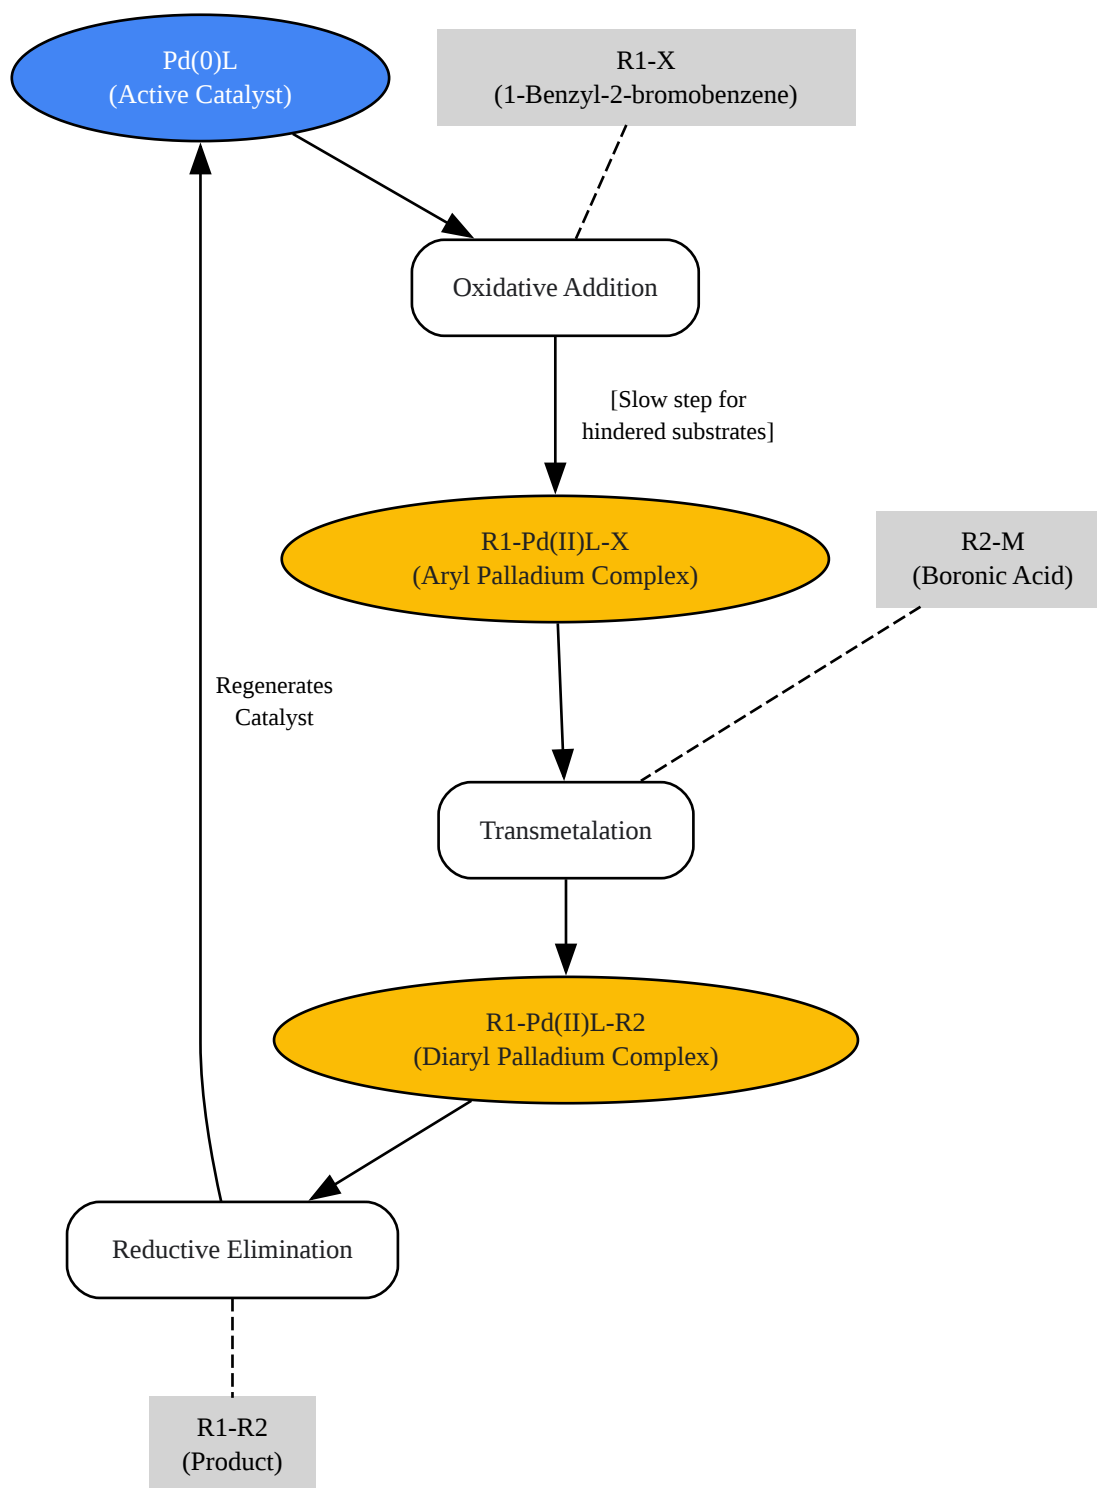 Pd(0)L
(Active Catalyst)
R1-X
(1-Benzyl-2-bromobenzene)
Oxidative Addition
[Slow step for
hindered substrates]
R1-Pd(II)L-X
(Aryl Palladium Complex)
R2-M
(Boronic Acid)
Regenerates
Catalyst
Transmetalation
R1-Pd(II)L-R2
(Diaryl Palladium Complex)
Reductive Elimination
R1-R2
(Product)